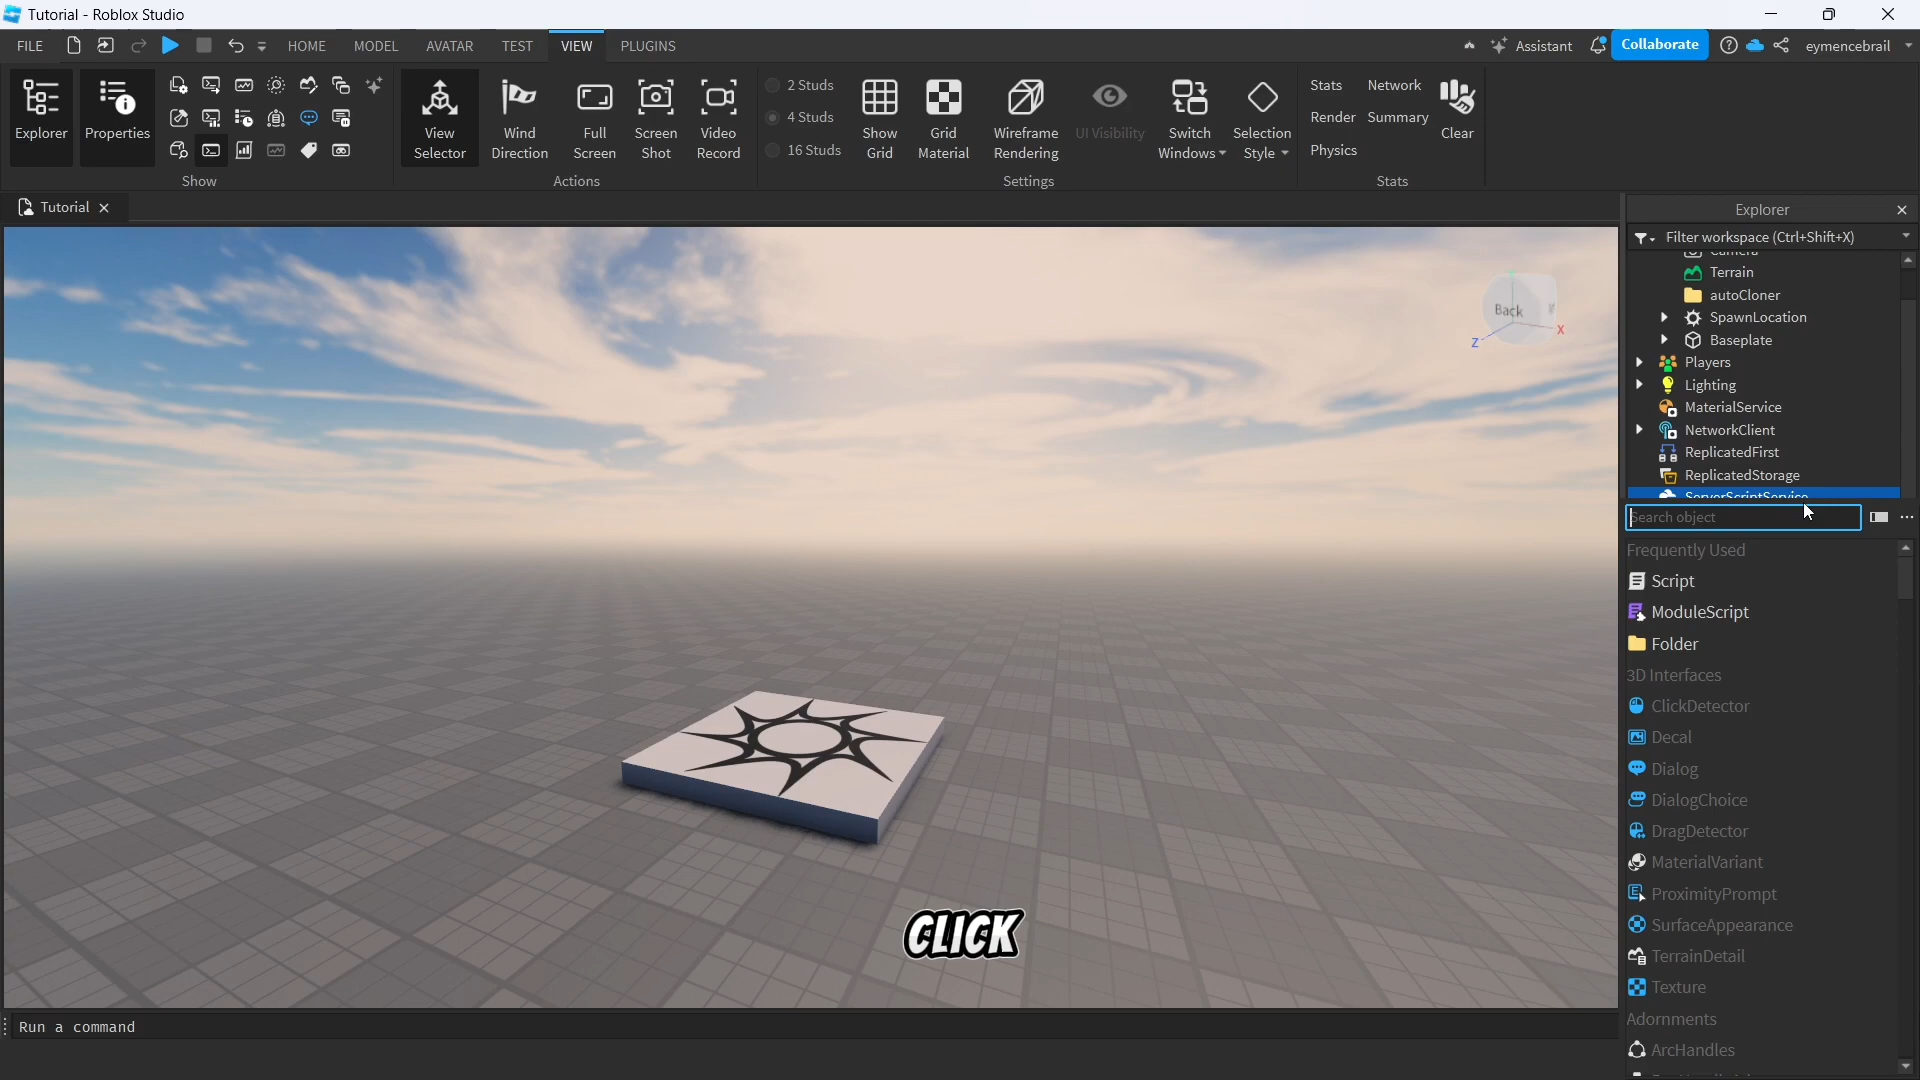 Tutorial - Roblox Studio
FILE HOME MODEL AVATAR TEST VIEW PLUGINS Assistant Collaborate eymencebrail
Explorer
Properties
Show
View Selector
Wind Direction
Full Screen
Screen Shot
Video Record
Actions
2 Studs
4 Studs
16 Studs
Show Grid
Grid Material
Wireframe Rendering
UI Visibility
Switch Windows
Selection Style
Settings
Stats Network
Render Summary
Physics
Clear
Stats
Tutorial
Back
X
Z
CLICK
Run a command
Explorer
Filter workspace (Ctrl+Shift+X)
Camera
Terrain
autoCloner
SpawnLocation
Baseplate
Players
Lighting
MaterialService
NetworkClient
ReplicatedFirst
ReplicatedStorage
ServerScriptService
Search object
Frequently Used
Script
ModuleScript
Folder
3D Interfaces
ClickDetector
Decal
Dialog
DialogChoice
DragDetector
MaterialVariant
ProximityPrompt
SurfaceAppearance
TerrainDetail
Texture
Adornments
ArcHandles